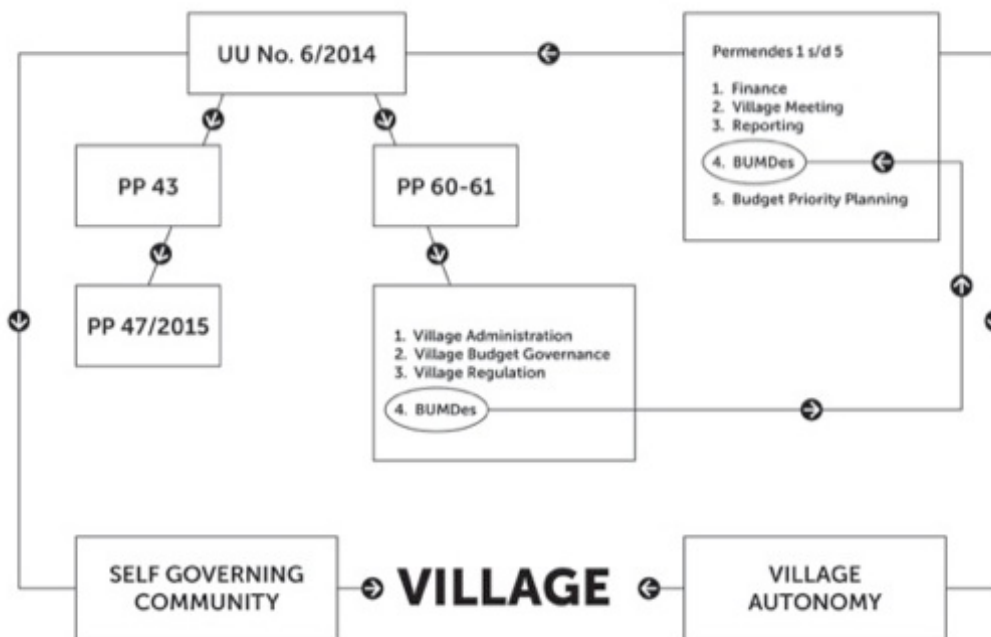 UU No. 6/2014
Permendes 1 s/d 5
1. Finance
2. Village Meeting
3. Reporting
4. BUMDes
5. Budget Priority Planning
PP 43
PP 60-61
PP 47/2015
1. Village Administration
2. Village Budget Governance
3. Village Regulation
4. BUMDes
SELF GOVERNING
COMMUNITY
VILLAGE
VILLAGE
AUTONOMY